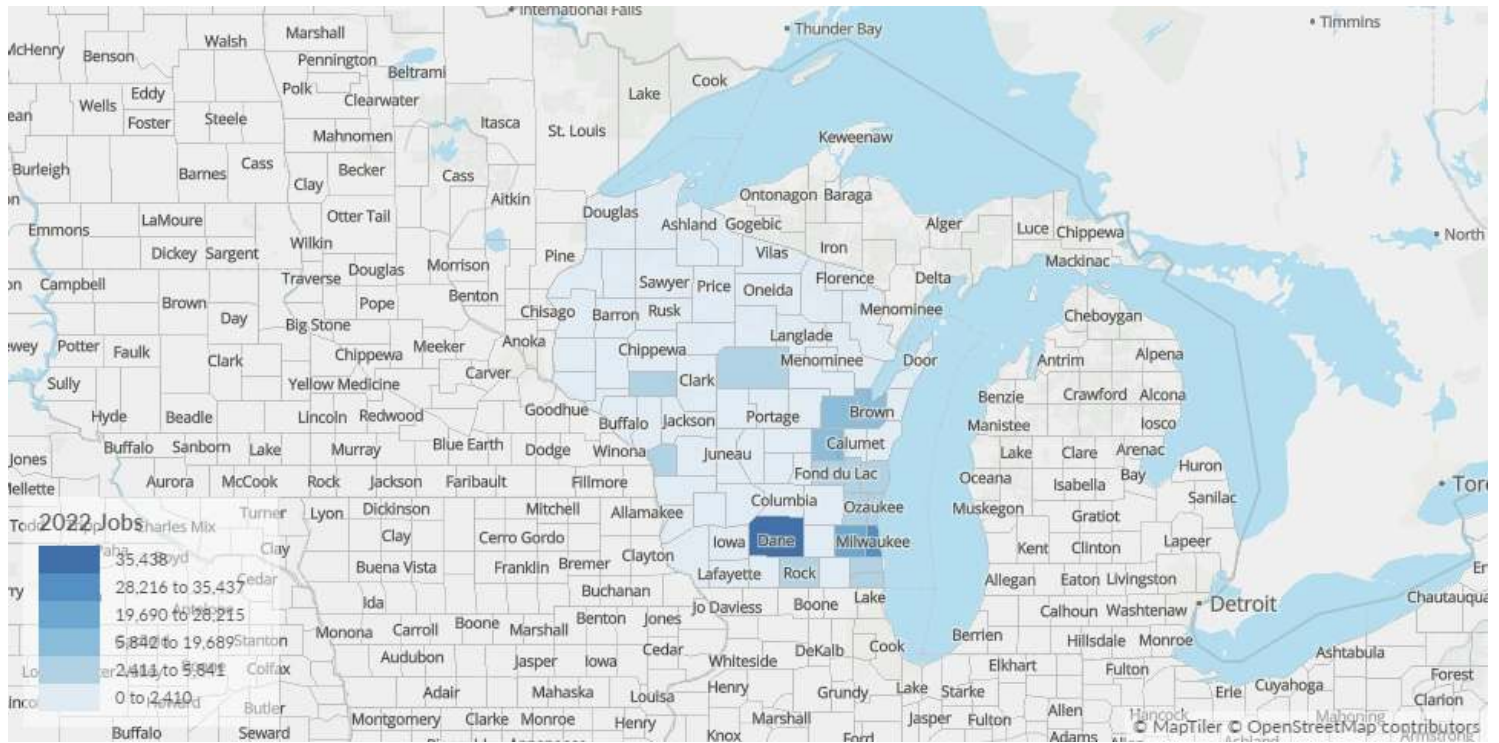 International Falls
Thunder Bay
Timmins
McHenry
Benson
Walsh
Marshall
Pennington
Beltrami
Polk
Clearwater
Lake
Cook
Wells
Eddy
Foster
Steele
Mahnomen
Itasca
St. Louis
Keweenaw
Burleigh
Barnes
Cass
Clay
Becker
Cass
Aitkin
Ontonagon
Baraga
Emmons
LaMoure
Otter Tail
Douglas
Ashland
Gogebic
Alger
Luce
Chippewa
Dickey
Sargent
Wilkin
Pine
Vilas
Iron
North
Campbell
Traverse
Douglas
Morrison
Mackinac
Brown
Pope
Benton
Chisago
Sawyer
Price
Oneida
Florence
Delta
Day
Big Stone
Barron
Rusk
Menominee
Cheboygan
Potter
Faulk
Clark
Chippewa
Meeker
Anoka
Chippewa
Langlade
Menominee
Door
Antrim
Alpena
Sully
Yellow Medicine
Carver
Clark
Benzie
Crawford
Alcona
Hyde
Beadle
Lincoln
Redwood
Goodhue
Buffalo
Jackson
Portage
Brown
Manistee
Iosco
Buffalo
Sanborn
Lake
Murray
Blue Earth
Dodge
Winona
Juneau
Calumet
Lake
Clare
Arenac
Jones
Mellette
Aurora
McCook
Rock
Jackson
Faribault
Fillmore
Fond du Lac
Oceana
Isabella
Bay
Huron
Sanilac
Charles Mix
Turner
Lyon
Dickinson
Mitchell
Allamakee
Columbia
Ozaukee
Muskegon
Gratiot
Clay
Clay
Cerro Gordo
Clayton
Iowa
Dane
Milwaukee
Kent
Clinton
Lapeer
Cedar
Buena Vista
Franklin
Bremer
Lafayette
Rock
Allegan
Eaton
Livingston
Ida
Buchanan
Jo Daviess
Boone
Lake
Calhoun
Washtenaw
Detroit
Chautauqua
Stanton
Monona
Carroll
Boone
Marshall
Benton
Jones
Berrien
Hillsdale
Monroe
Colfax
Audubon
Jasper
Iowa
Cedar
Whiteside
DeKalb
Cook
Elkhart
Fulton
Ashtabula
Butler
Adair
Mahaska
Louisa
Henry
Grundy
Lake
Starke
Erie
Cuyahoga
Forest
Clarion
Buffalo
Seward
Montgomery
Clarke
Monroe
Henry
Knox
Marshall
Ford
Jasper
Fulton
Allen
Adams
Hancock
Mahoning
2022 Jobs
35,438
28,216 to 35,437
19,690 to 28,215
5,842 to 19,689
2,411 to 5,841
0 to 2,410
© MapTiler © OpenStreetMap contributors